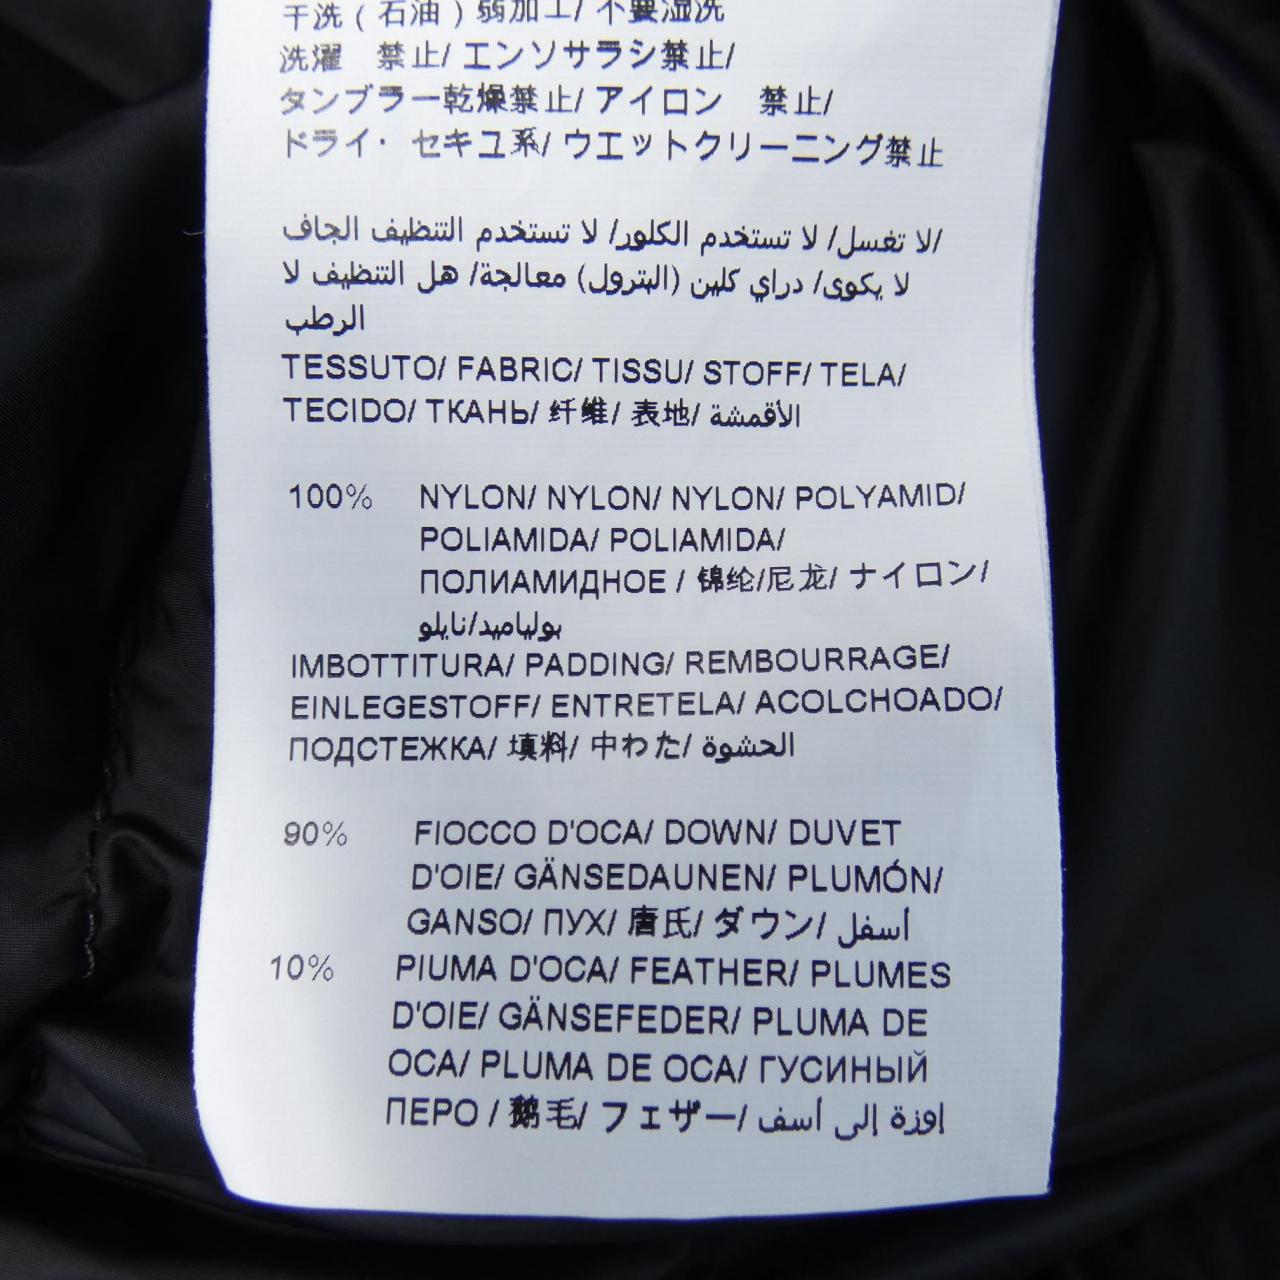 干洗（石油）弱加工/ 不要湿洗
洗濯　禁止/ エンソサラシ禁止/
タンブラー乾燥禁止/ アイロン　禁止/
ドライ・ セキユ系/ ウエットクリーニング禁止
لا تغسل/ لا تستخدم الكلور/ لا تستخدم التنظيف الجاف/
لا يكوى/ دراي كلين (البترول) معالجة/ هل التنظيف لا
الرطب
TESSUTO/ FABRIC/ TISSU/ STOFF/ TELA/
TECIDO/ ТКАНЬ/ 纤维/ 表地/ الأقمشة
100% NYLON/ NYLON/ NYLON/ POLYAMID/
POLIAMIDA/ POLIAMIDA/
ПОЛИАМИДНОЕ / 锦纶/尼龙/ ナイロン/
بولياميد/نايلو
IMBOTTITURA/ PADDING/ REMBOURRAGE/
EINLEGESTOFF/ ENTRETELA/ ACOLCHOADO/
ПОДСТЕЖКА/ 填料/ 中わた/ الحشوة
90% FIOCCO D'OCA/ DOWN/ DUVET
D'OIE/ GÄNSEDAUNEN/ PLUMÓN/
GANSO/ ПУХ/ 唐氏/ ダウン/ أسفل
10% PIUMA D'OCA/ FEATHER/ PLUMES
D'OIE/ GÄNSEFEDER/ PLUMA DE
OCA/ PLUMA DE OCA/ ГУСИНЫЙ
ПЕРО / 鹅毛/ フェザー/ إوزة إلى أسف